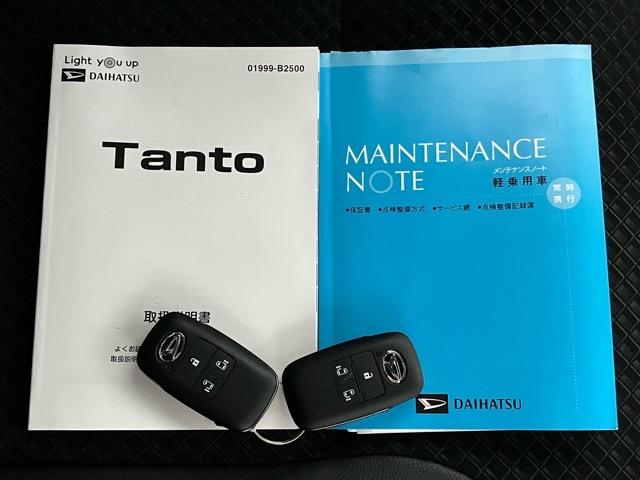 Light you up
DAIHATSU
01999-B2500
Tanto
取扱説明書
よくお読
取扱説明
MAINTENANCE
NOTE
メンテナンスノート
軽乗用車
常時
携行
●保証書 ●点検整備方式 ●サービス網 ●点検整備記録簿
DAIHATSU